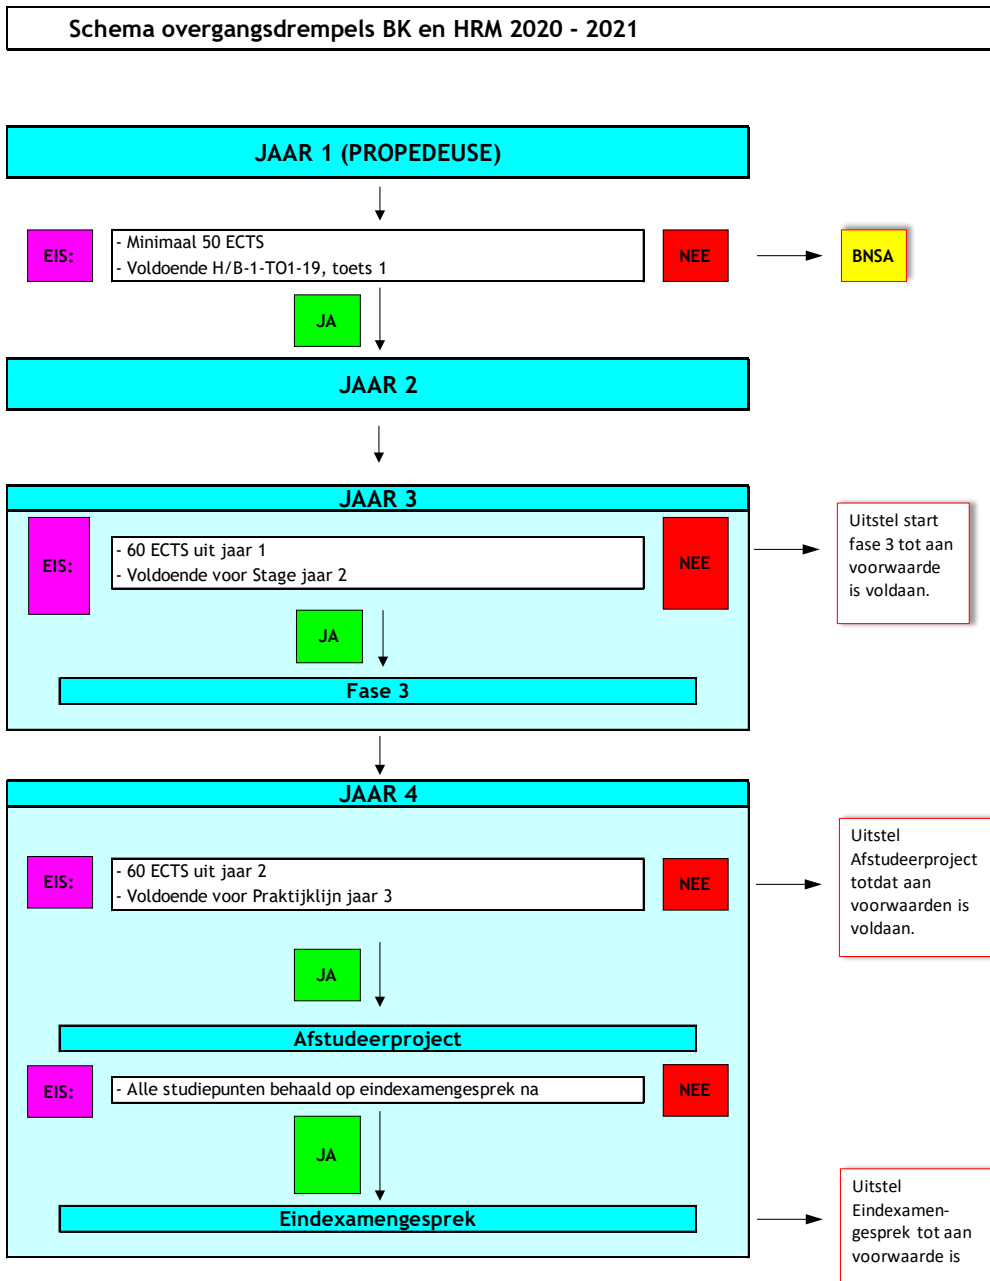 Schema overgangsdrempels BK en HRM 2020 - 2021
JAAR 1 (PROPEDEUSE)
EIS:
- Minimaal 50 ECTS
- Voldoende H/B-1-TO1-19, toets 1
NEE
BNSA
JA
JAAR 2
JAAR 3
EIS:
- 60 ECTS uit jaar 1
- Voldoende voor Stage jaar 2
NEE
Uitstel start
fase 3 tot aan
voorwaarde
is voldaan.
JA
Fase 3
JAAR 4
EIS:
- 60 ECTS uit jaar 2
- Voldoende voor Praktijklijn jaar 3
NEE
Uitstel
Afstudeerproject
totdat aan
voorwaarden is
voldaan.
JA
Afstudeerproject
EIS:
- Alle studiepunten behaald op eindexamengesprek na
NEE
JA
Eindexamengesprek
Uitstel
Eindexamen-
gesprek tot aan
voorwaarde is